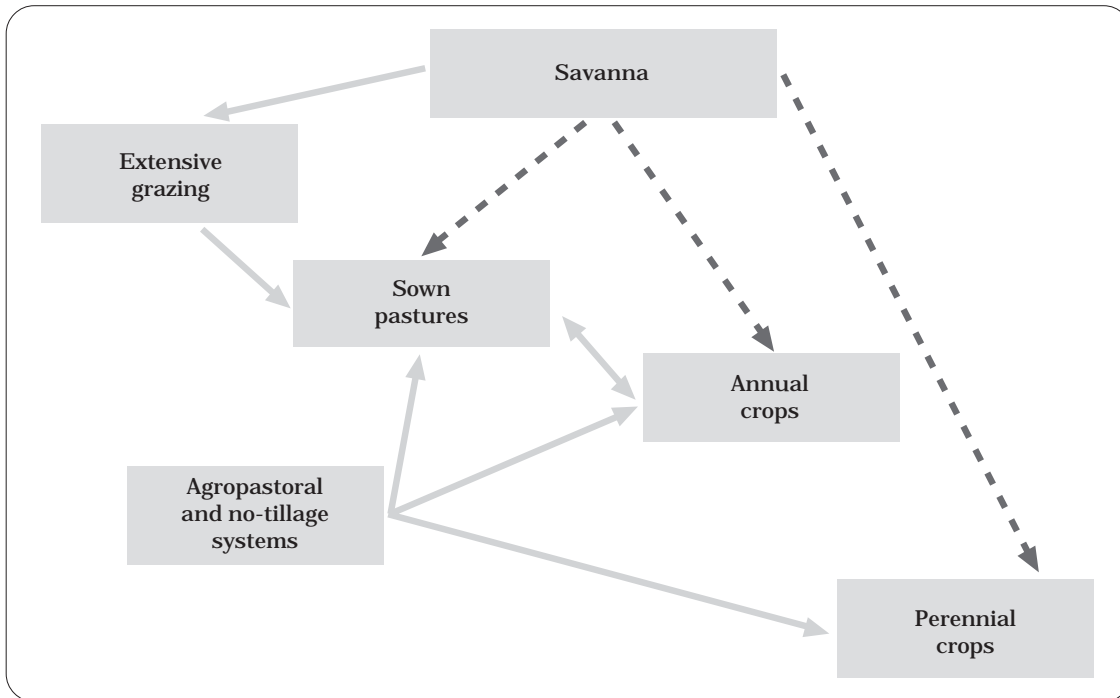 Savanna
Extensive
grazing
Sown
pastures
Annual
crops
Agropastoral
and no-tillage
systems
Perennial
crops